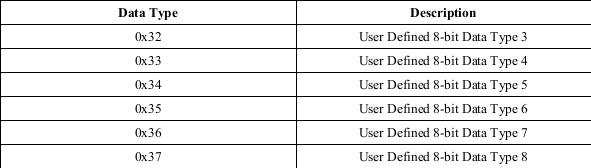 Data Type Description
0x32 User Defined 8-bit Data Type 3
0x33 User Defined 8-bit Data Type 4
0x34 User Defined 8-bit Data Type 5
0x35 User Defined 8-bit Data Type 6
0x36 User Defined 8-bit Data Type 7
0x37 User Defined 8-bit Data Type 8